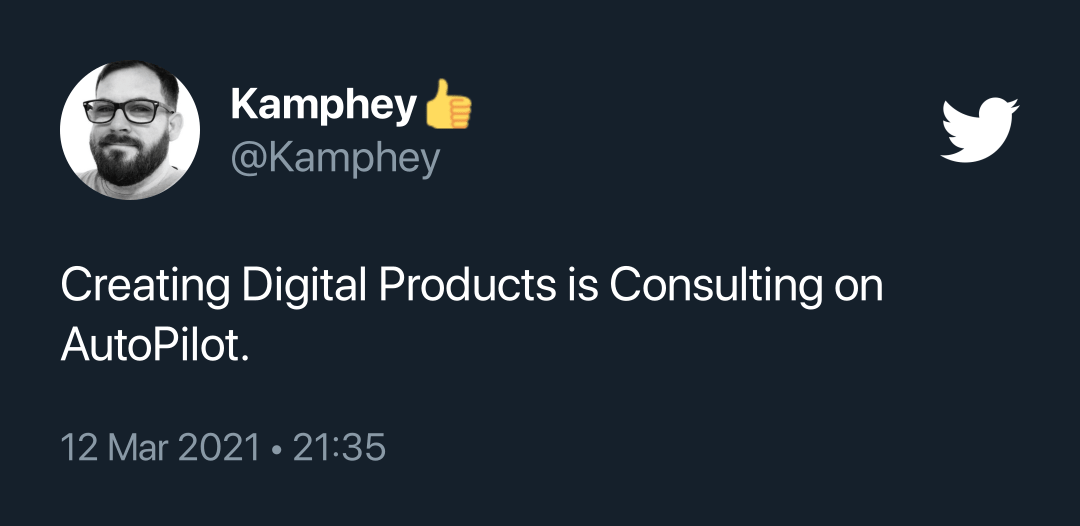 Kamphey👍
@Kamphey
Creating Digital Products is Consulting on
AutoPilot.
12 Mar 2021 • 21:35